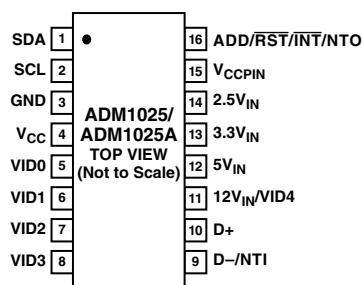 SDA 1
SCL 2
GND 3
VCC 4
VID0 5
VID1 6
VID2 7
VID3 8
ADM1025/
ADM1025A
TOP VIEW
(Not to Scale)
16 ADD/RST/INT/NTO
15 VCCPIN
14 2.5VIN
13 3.3VIN
12 5VIN
11 12VIN/VID4
10 D+
9 D–/NTI